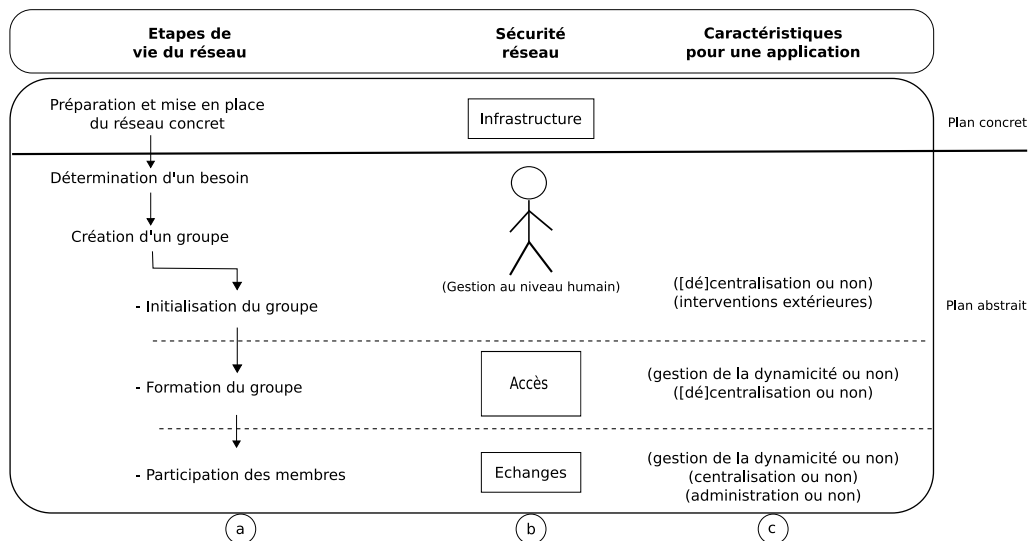 Etapes de
vie du réseau
Sécurité
réseau
Caractéristiques
pour une application
Préparation et mise en place
du réseau concret
Infrastructure
Plan concret
Détermination d'un besoin
Création d'un groupe
(Gestion au niveau humain)
- Initialisation du groupe
([dé]centralisation ou non)
(interventions extérieures)
Plan abstrait
- Formation du groupe
Accès
(gestion de la dynamicité ou non)
([dé]centralisation ou non)
- Participation des membres
Echanges
(gestion de la dynamicité ou non)
(centralisation ou non)
(administration ou non)
a
b
c